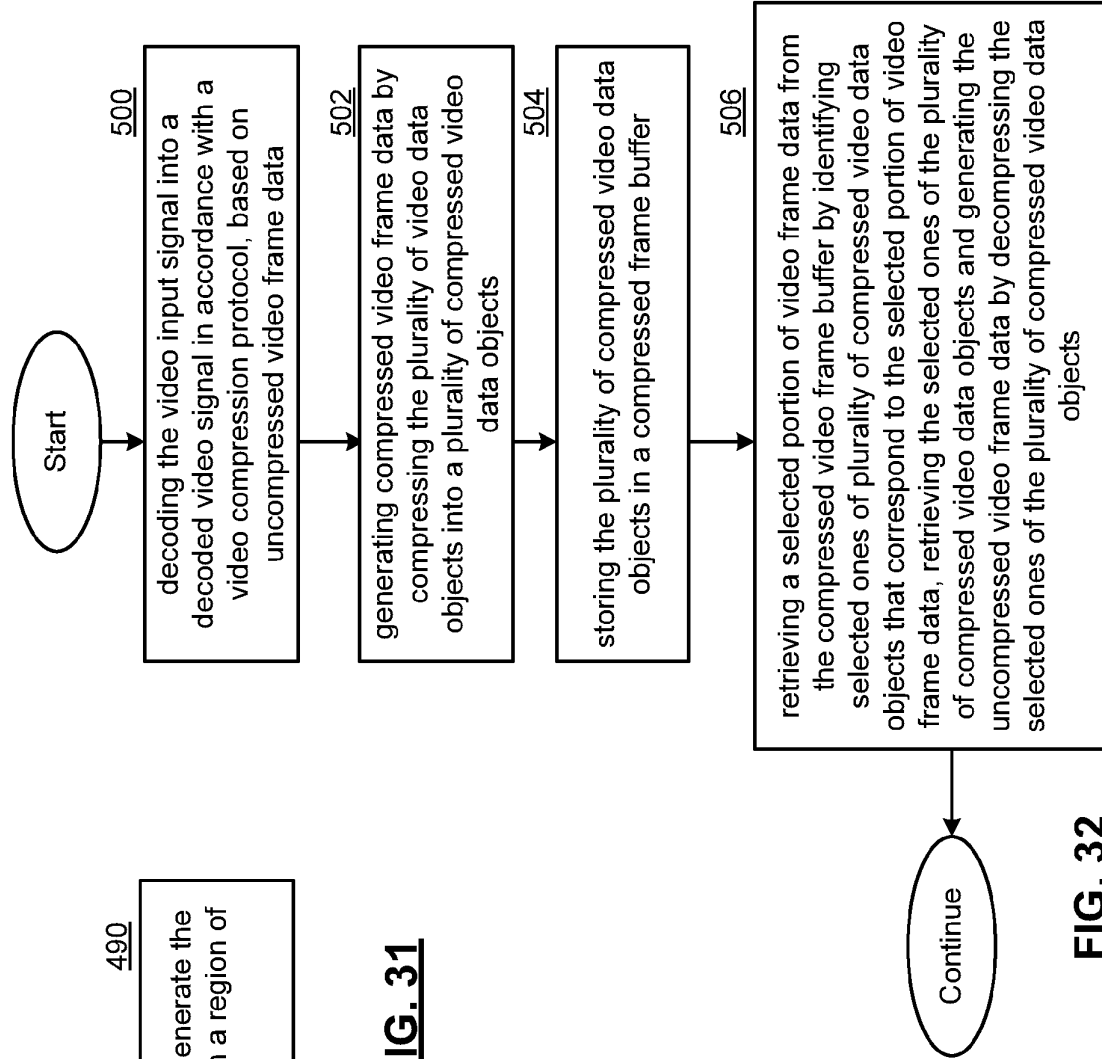 Start
500
decoding the video input signal into a
decoded video signal in accordance with a
video compression protocol, based on
uncompressed video frame data
502
generating compressed video frame data by
compressing the plurality of video data
objects into a plurality of compressed video
data objects
504
storing the plurality of compressed video data
objects in a compressed frame buffer
506
retrieving a selected portion of video frame data from
the compressed video frame buffer by identifying
selected ones of plurality of compressed video data
objects that correspond to the selected portion of video
frame data, retrieving the selected ones of the plurality
of compressed video data objects and generating the
uncompressed video frame data by decompressing the
selected ones of the plurality of compressed video data
objects
Continue
FIG. 32
490
enerate the
a region of
IG. 31